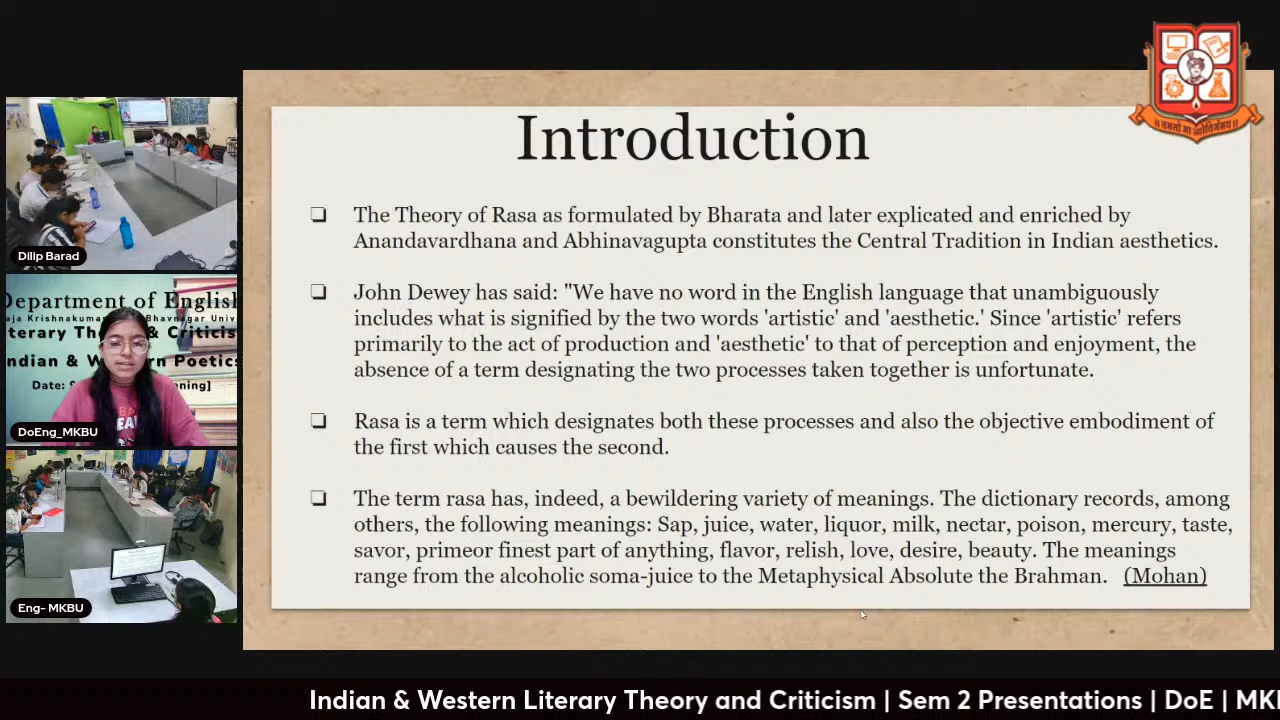 Introduction
❏ The Theory of Rasa as formulated by Bharata and later explicated and enriched by
Anandavardhana and Abhinavagupta constitutes the Central Tradition in Indian aesthetics.
❏ John Dewey has said: "We have no word in the English language that unambiguously
includes what is signified by the two words 'artistic' and 'aesthetic.' Since 'artistic' refers
primarily to the act of production and 'aesthetic' to that of perception and enjoyment, the
absence of a term designating the two processes taken together is unfortunate.
❏ Rasa is a term which designates both these processes and also the objective embodiment of
the first which causes the second.
❏ The term rasa has, indeed, a bewildering variety of meanings. The dictionary records, among
others, the following meanings: Sap, juice, water, liquor, milk, nectar, poison, mercury, taste,
savor, primeor finest part of anything, flavor, relish, love, desire, beauty. The meanings
range from the alcoholic soma-juice to the Metaphysical Absolute the Brahman. (Mohan)
Dilip Barad
Department of English
Krishnakuma Bhavnagar Univ
& Criticis
Indian & Western Poetics
Date:
DoEng_MKBU
Eng- MKBU
Indian & Western Literary Theory and Criticism | Sem 2 Presentations | DoE | MK